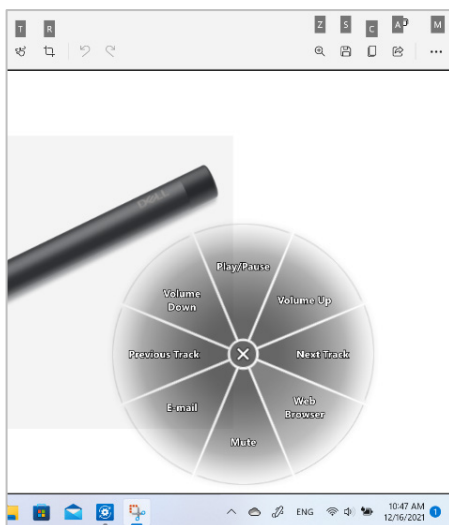 T R Z S C A M
DELL
Play/Pause
Volume
Down
Volume Up
Previous Track
Next Track
E-mail
Web
Browser
Mute
ENG
10:47 AM
12/16/2021
1